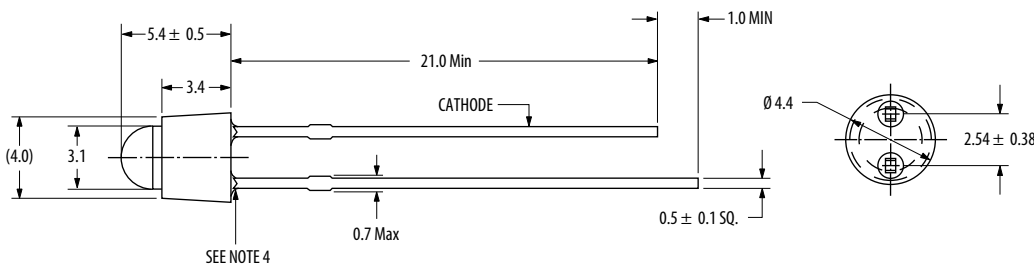 5.4 ± 0.5
1.0 MIN
21.0 Min
3.4
CATHODE
Ø 4.4
(4.0)
3.1
2.54 ± 0.38
0.7 Max
0.5 ± 0.1 SQ.
SEE NOTE 4